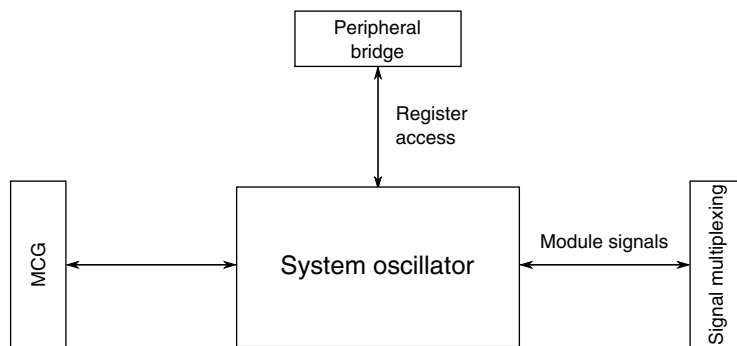 Peripheral
bridge
Register
access
MCG
System oscillator
Module signals
Signal multiplexing